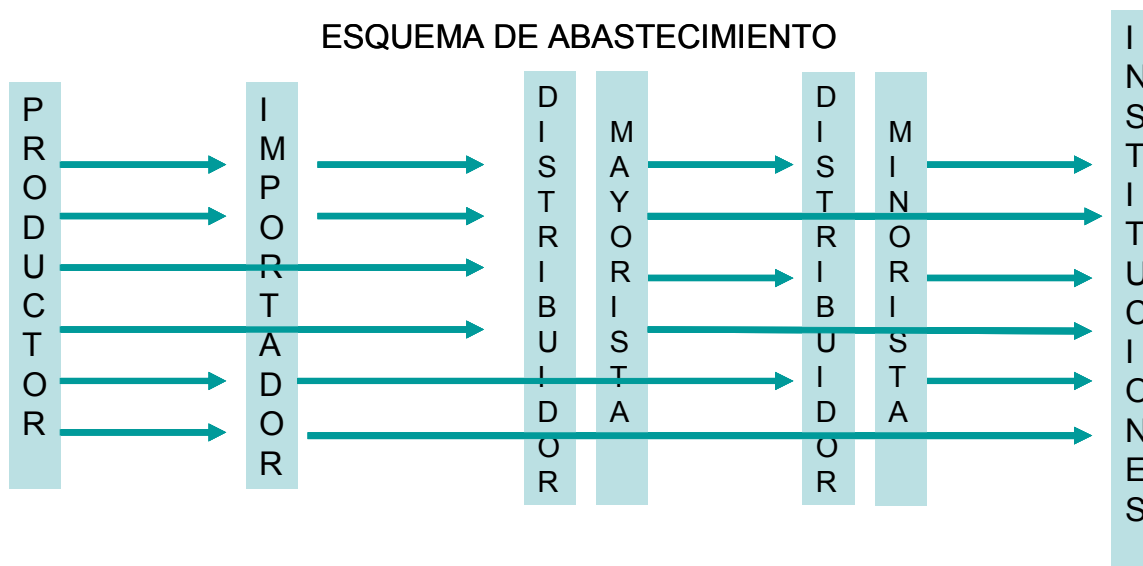 ESQUEMA DE ABASTECIMIENTO
PRODUCTOR
IMPORTADOR
DISTRIBUIDOR
MAYORISTA
DISTRIBUIDOR
MINORISTA
INSTITUCIONES